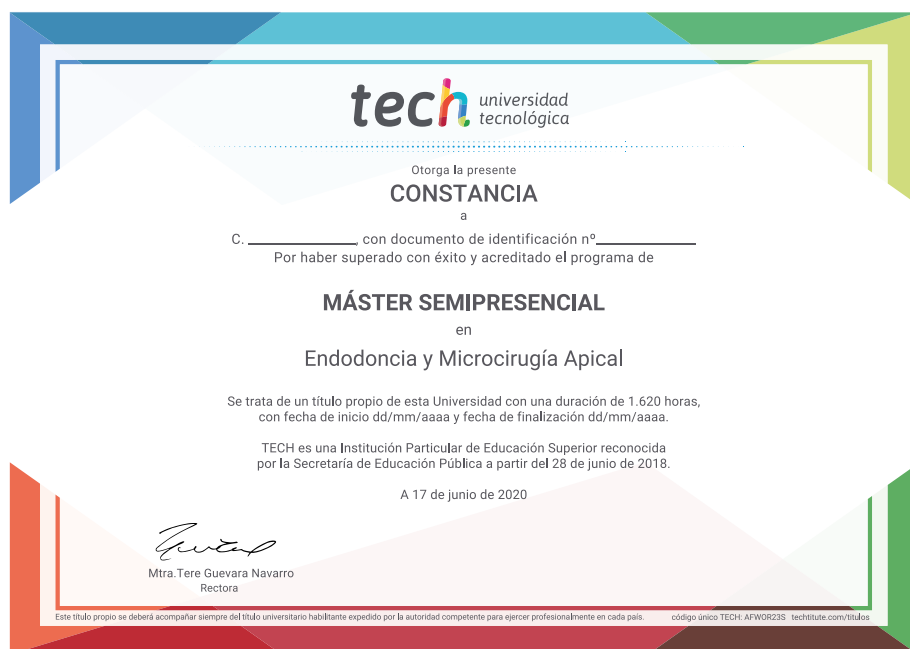 tech universidad
tecnológica
Otorga la presente
CONSTANCIA
a
C. ____________, con documento de identificación nº____________
Por haber superado con éxito y acreditado el programa de
MÁSTER SEMIPRESENCIAL
en
Endodoncia y Microcirugía Apical
Se trata de un título propio de esta Universidad con una duración de 1.620 horas,
con fecha de inicio dd/mm/aaaa y fecha de finalización dd/mm/aaaa.
TECH es una Institución Particular de Educación Superior reconocida
por la Secretaría de Educación Pública a partir del 28 de junio de 2018.
A 17 de junio de 2020
Mtra.Tere Guevara Navarro
Rectora
Este título propio se deberá acompañar siempre del título universitario habilitante expedido por la autoridad competente para ejercer profesionalmente en cada país. código único TECH: AFWOR23S techtitute.com/titulos